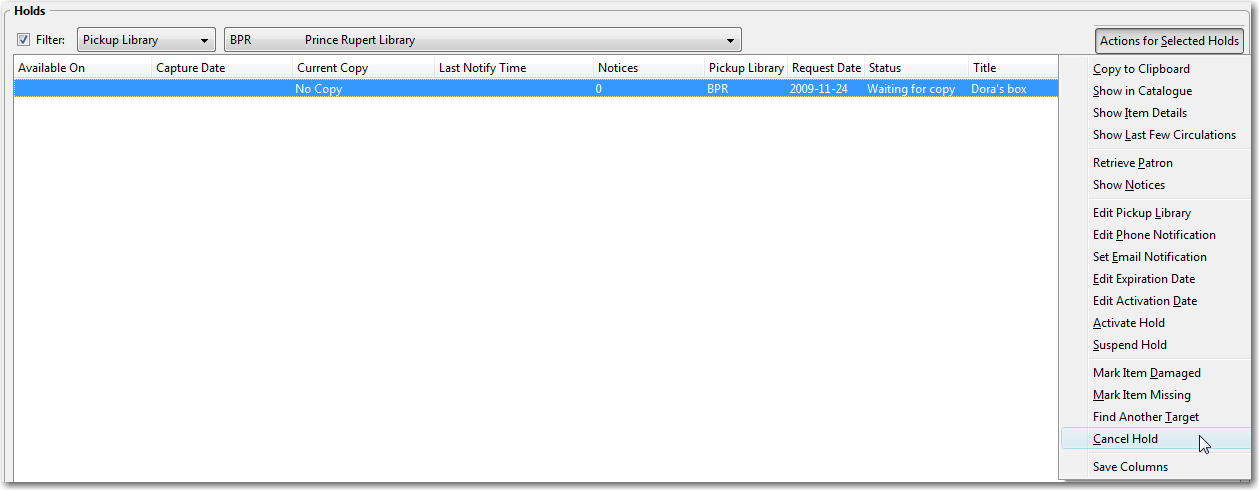 Holds
Filter: Pickup Library BPR Prince Rupert Library Actions for Selected Holds
Available On Capture Date Current Copy Last Notify Time Notices Pickup Library Request Date Status Title
No Copy 0 BPR 2009-11-24 Waiting for copy Dora's box
Copy to Clipboard
Show in Catalogue
Show Item Details
Show Last Few Circulations
Retrieve Patron
Show Notices
Edit Pickup Library
Edit Phone Notification
Set Email Notification
Edit Expiration Date
Edit Activation Date
Activate Hold
Suspend Hold
Mark Item Damaged
Mark Item Missing
Find Another Target
Cancel Hold
Save Columns